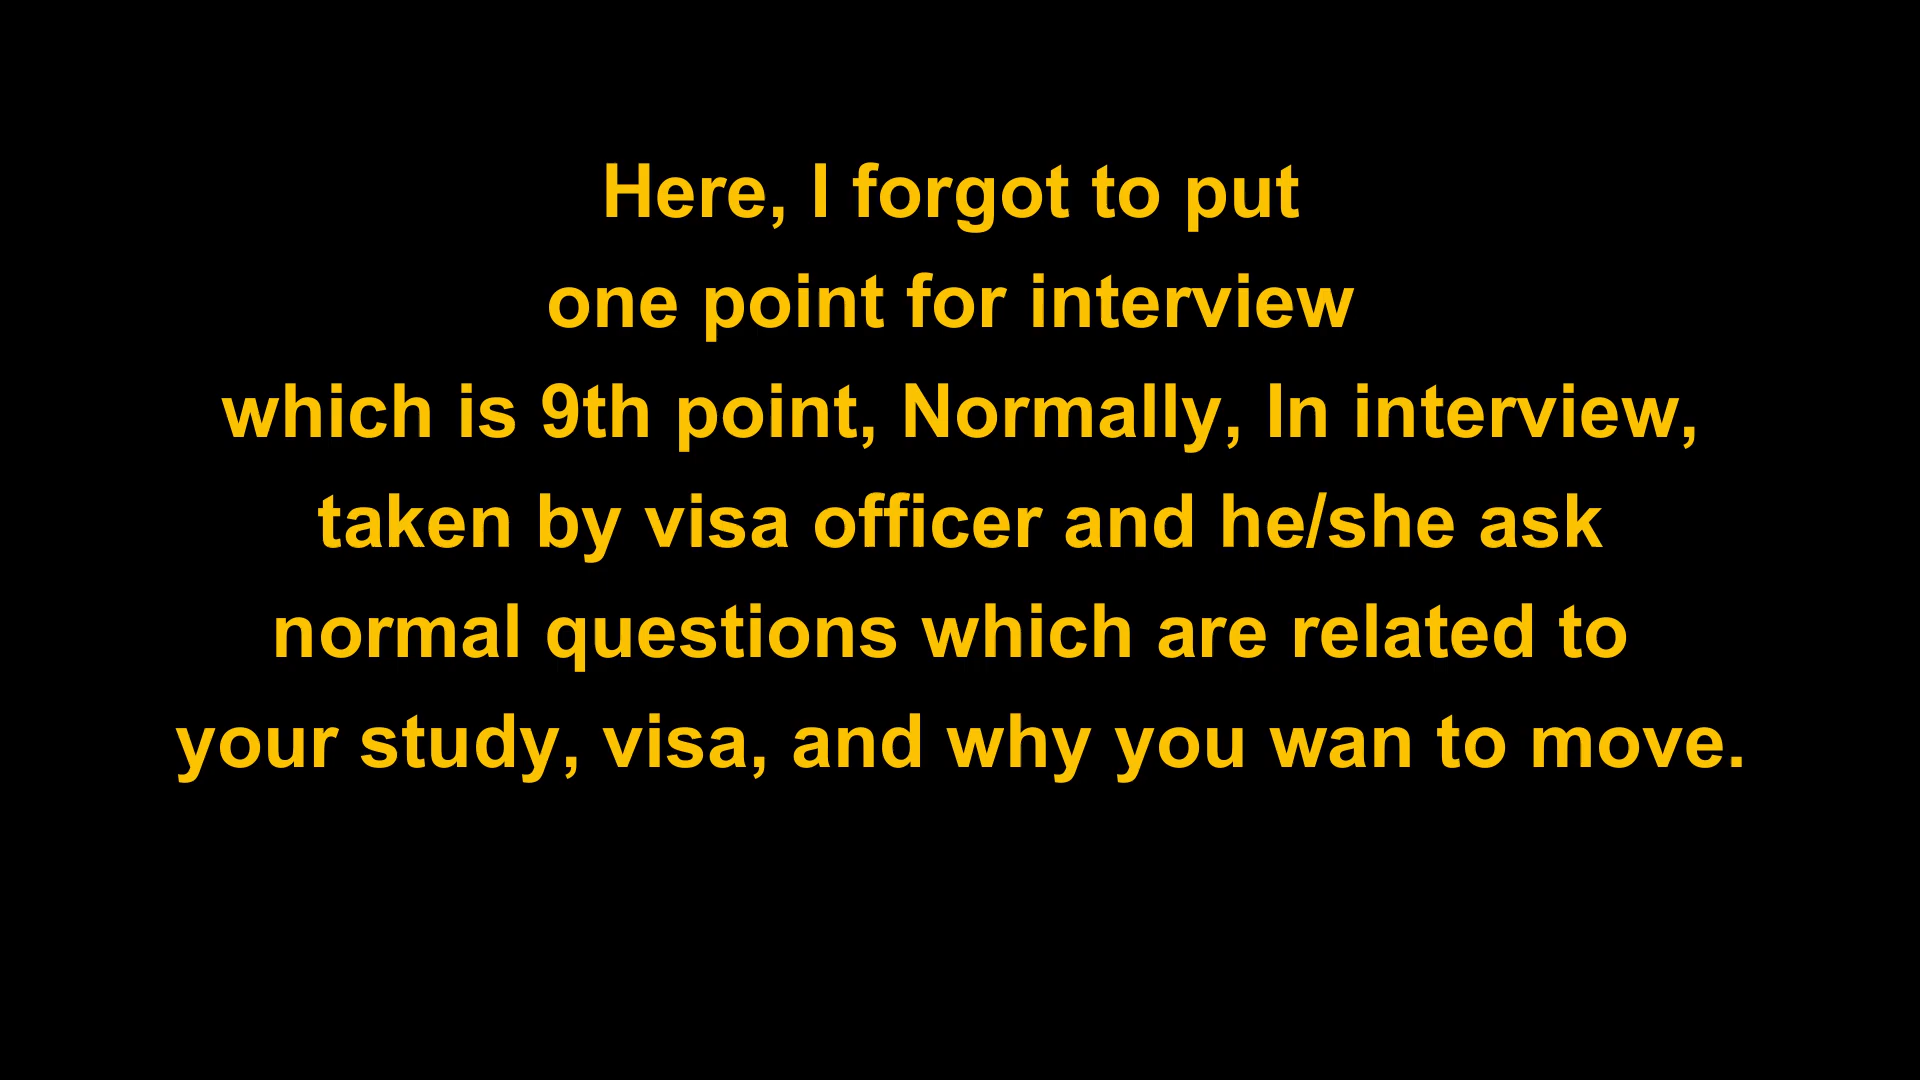 Here, I forgot to put
one point for interview
which is 9th point, Normally, In interview,
taken by visa officer and he/she ask
normal questions which are related to
your study, visa, and why you wan to move.